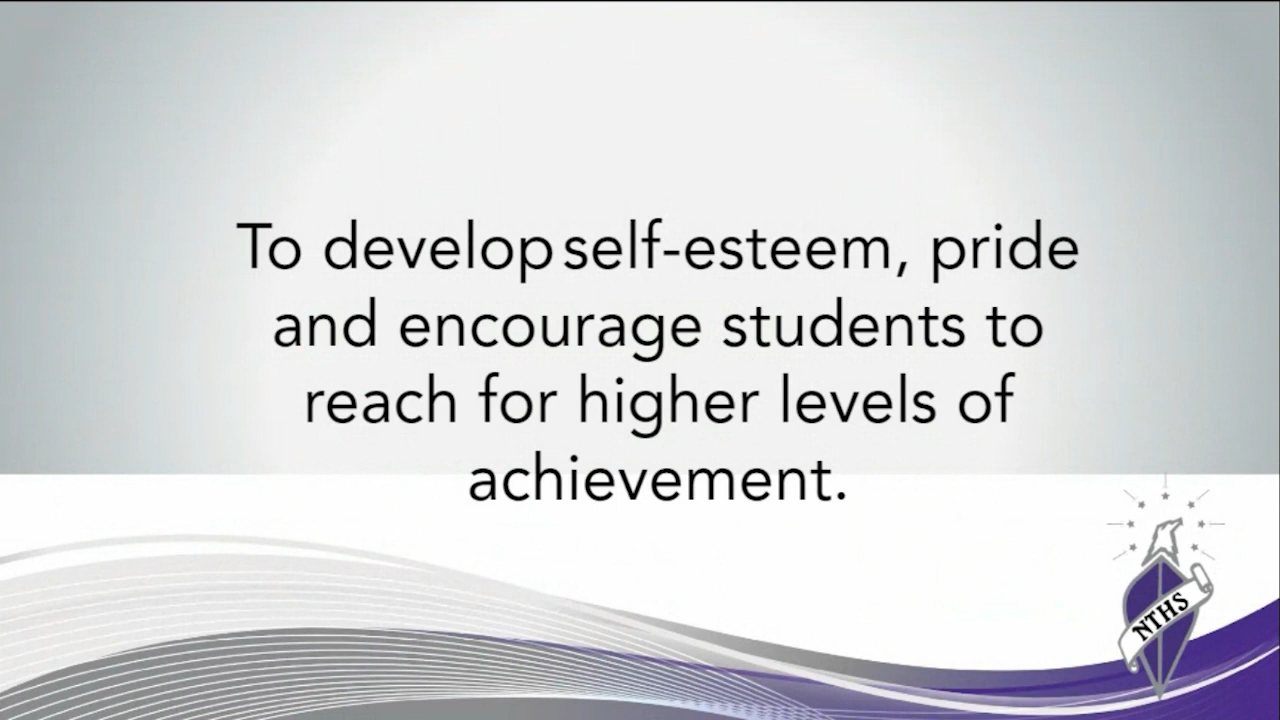 To develop self-esteem, pride
and encourage students to
reach for higher levels of
achievement.
NTHS